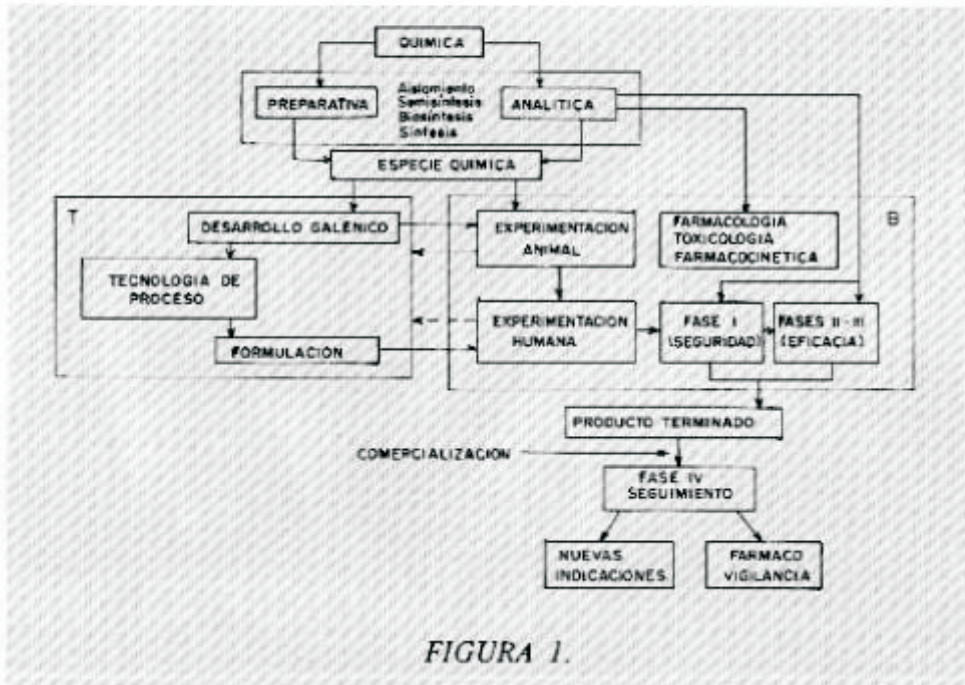 QUIMICA
PREPARATIVA
Aislamiento
Semisíntesis
Biosíntesis
Síntesis
ANALITICA
ESPECIE QUIMICA
T
DESARROLLO GALÉNICO
TECNOLOGIA DE
PROCESO
FORMULACIÓN
EXPERIMENTACION
ANIMAL
EXPERIMENTACION
HUMANA
B
FARMACOLOGIA
TOXICOLOGIA
FARMACOCINETICA
FASE I
(SEGURIDAD)
FASES II-III
(EFICACIA)
PRODUCTO TERMINADO
COMERCIALIZACION
FASE IV
SEGUIMIENTO
NUEVAS
INDICACIONES
FARMACO
VIGILANCIA
FIGURA 1.